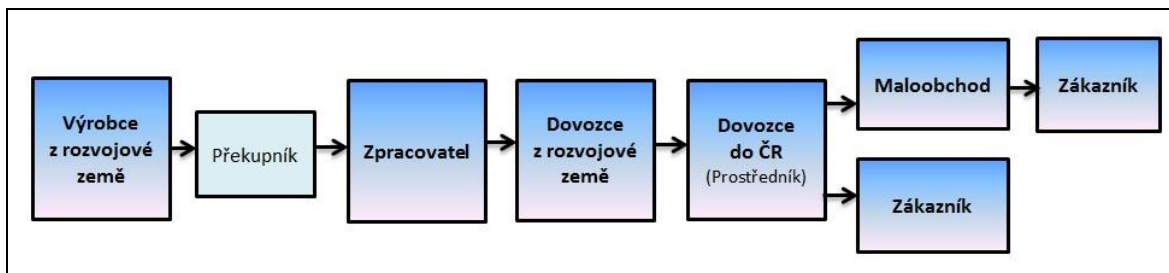 Výrobce
z rozvojové
země
Překupník
Zpracovatel
Dovozce
z rozvojové
země
Dovozce
do ČR
(Prostředník)
Maloobchod
Zákazník
Zákazník